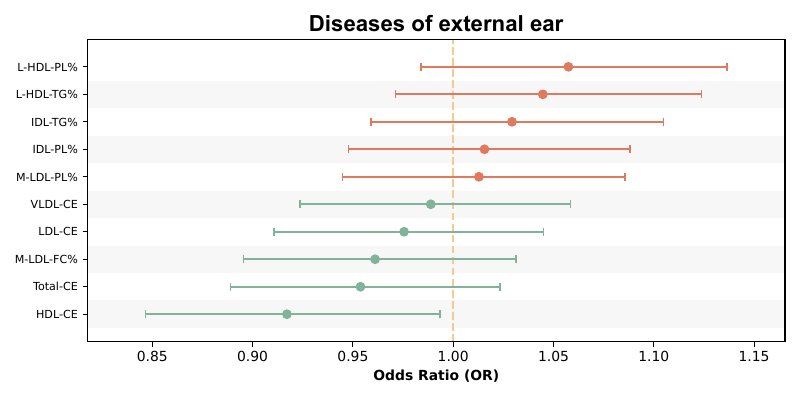 Diseases of external ear
L-HDL-PL%
L-HDL-TG%
IDL-TG%
IDL-PL%
M-LDL-PL%
VLDL-CE
LDL-CE
M-LDL-FC%
Total-CE
HDL-CE
0.85 0.90 0.95 1.00 1.05 1.10 1.15
Odds Ratio (OR)